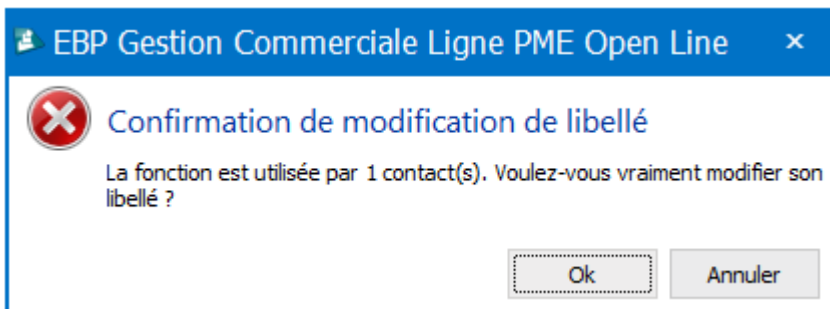 EBP Gestion Commerciale Ligne PME Open Line
Confirmation de modification de libellé
La fonction est utilisée par 1 contact(s). Voulez-vous vraiment modifier son
libellé ?
Ok Annuler